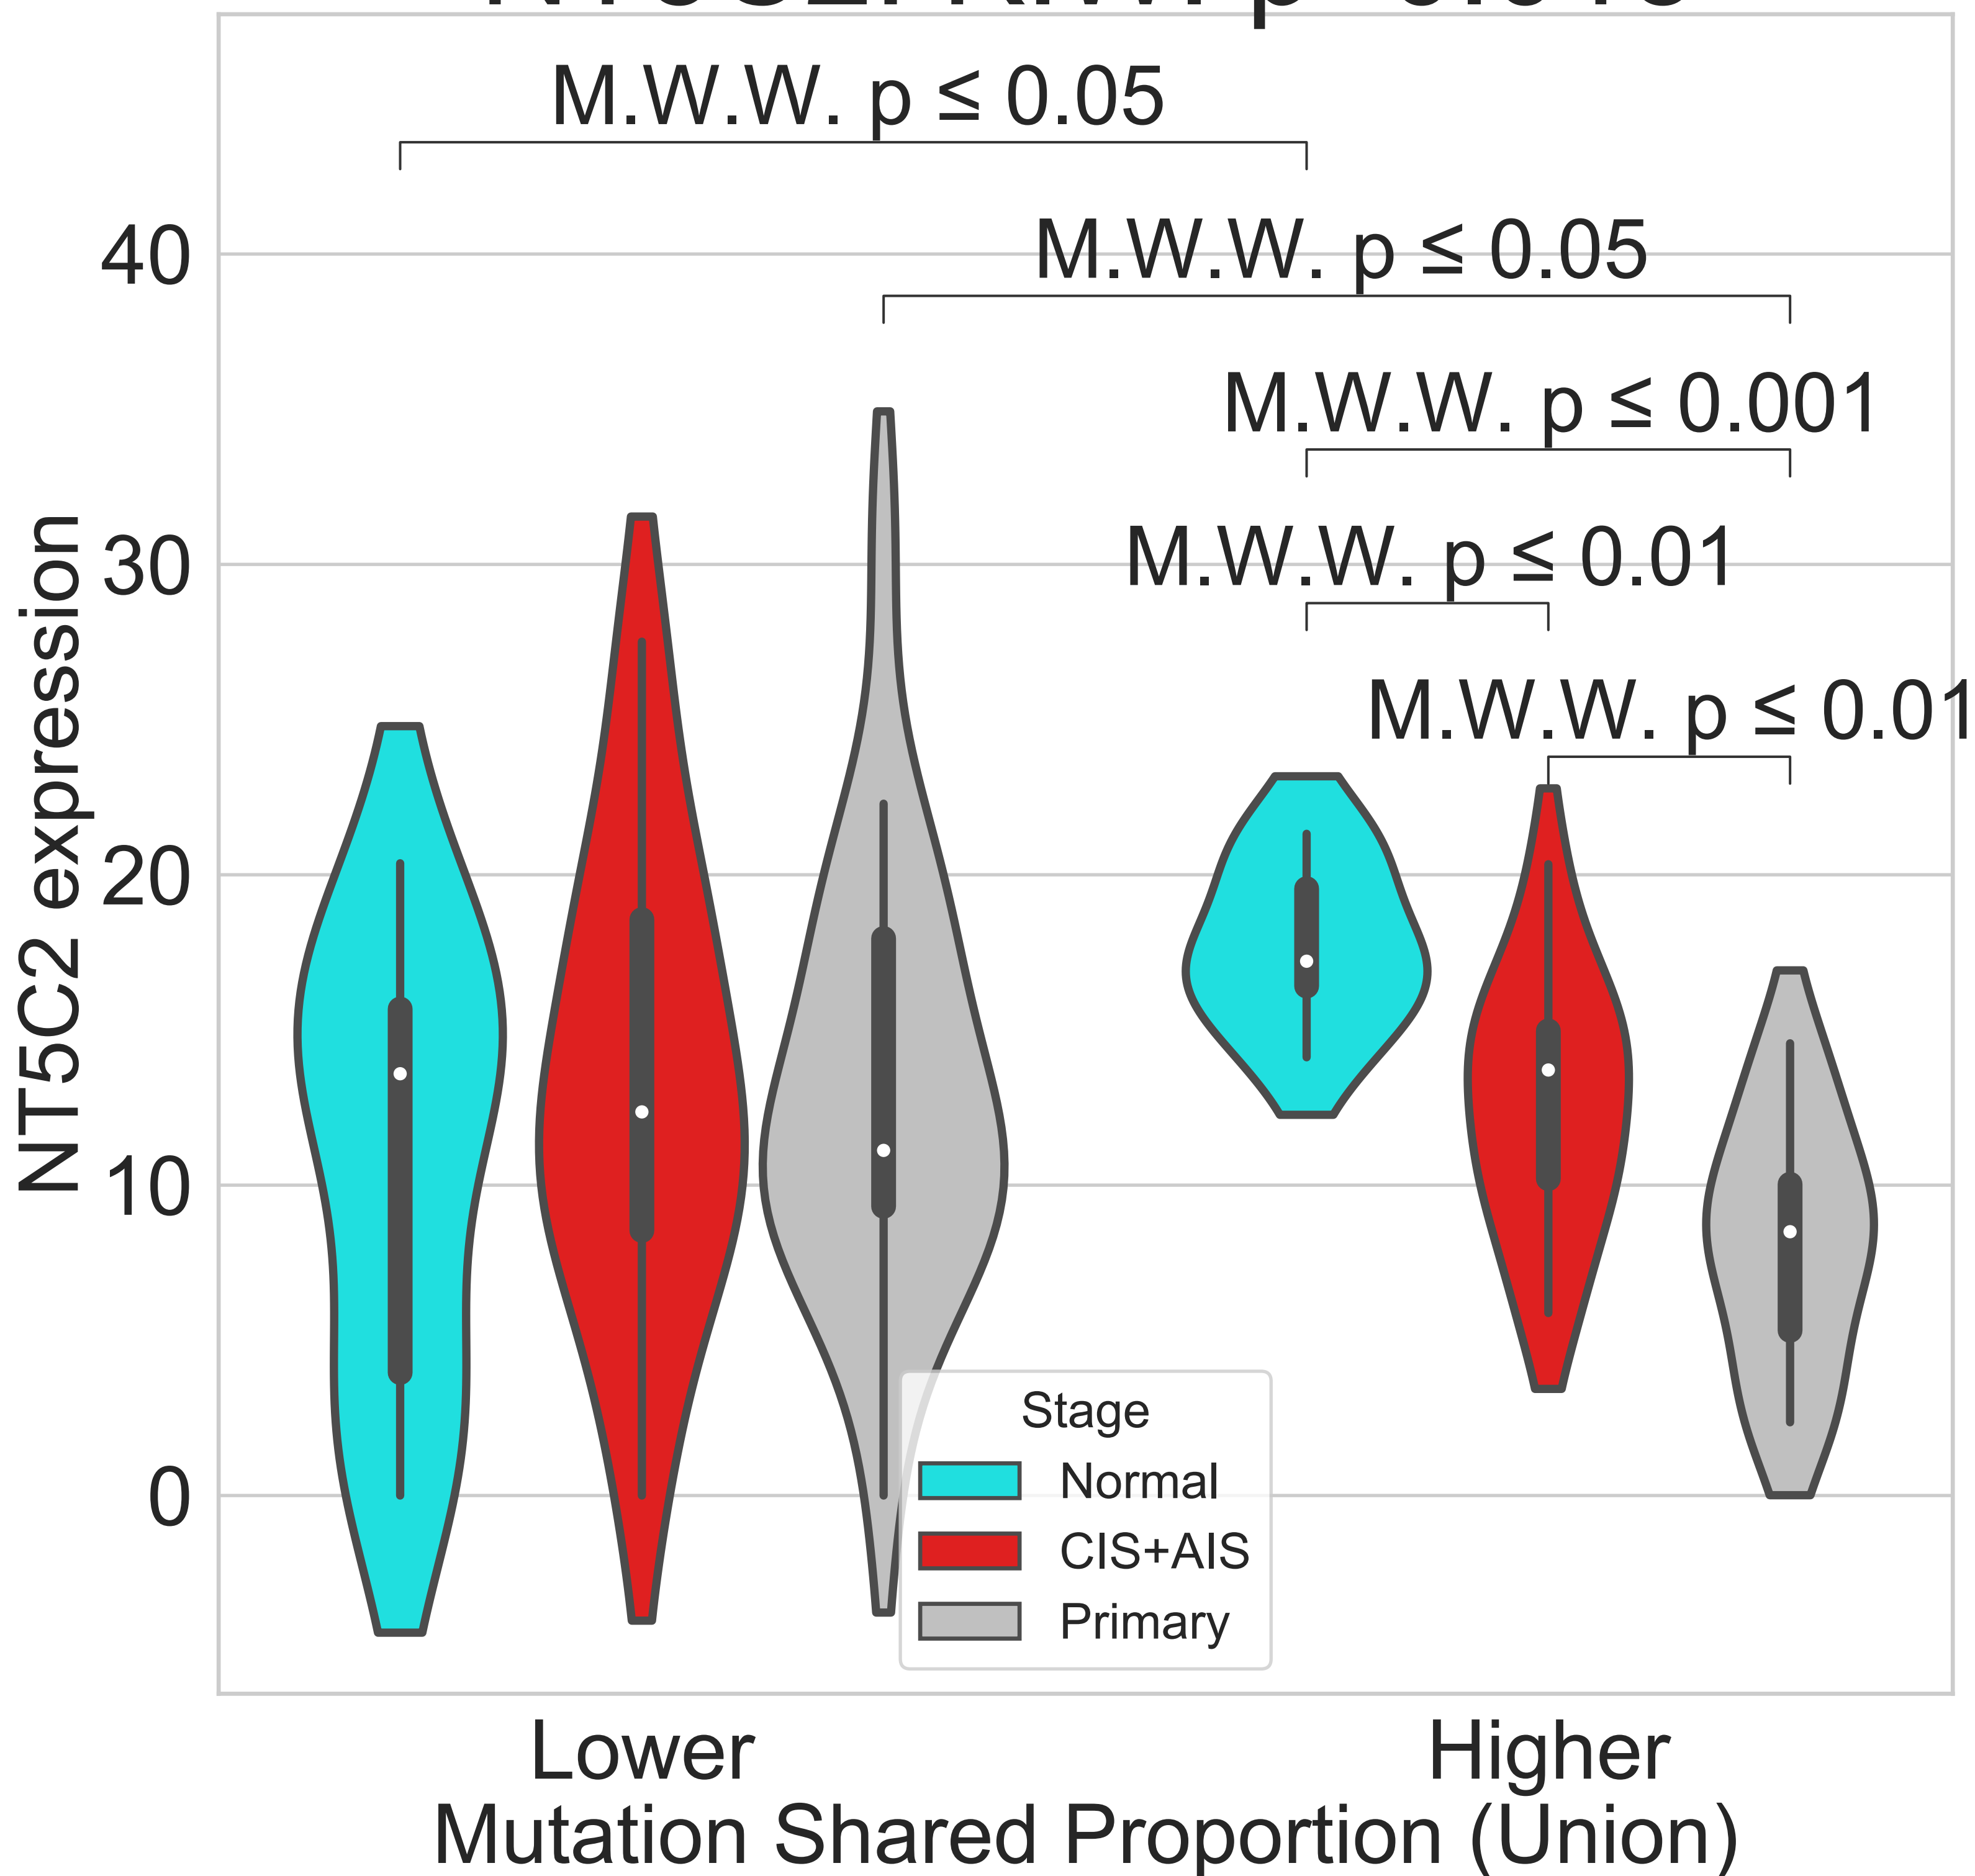 M.W.W. p ≤ 0.05
40
M.W.W. p ≤ 0.05
M.W.W. p ≤ 0.001
30
M.W.W. p ≤ 0.01
M.W.W. p ≤ 0.01
NT5C2 expression
20
10
0
Stage
Normal
CIS+AIS
Primary
Lower
Higher
Mutation Shared Proportion (Union)